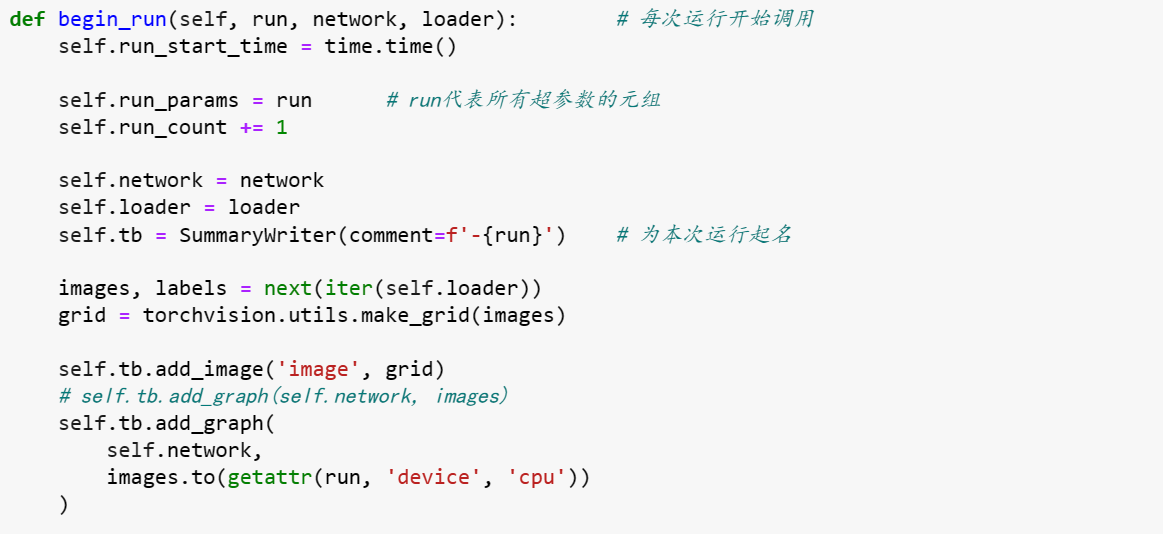 def begin_run(self, run, network, loader):        # 每次运行开始调用
    self.run_start_time = time.time()
    self.run_params = run      # run代表所有超参数的元组
    self.run_count += 1
    self.network = network
    self.loader = loader
    self.tb = SummaryWriter(comment=f'-{run}')    # 为本次运行起名
    images, labels = next(iter(self.loader))
    grid = torchvision.utils.make_grid(images)
    self.tb.add_image('image', grid)
    # self.tb.add_graph(self.network, images)
    self.tb.add_graph(
        self.network,
        images.to(getattr(run, 'device', 'cpu'))
    )